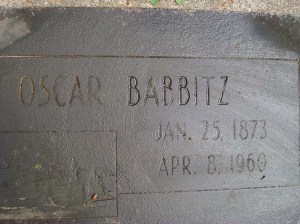 OSCAR BABBITZ
JAN. 25, 1873
APR. 8, 1960